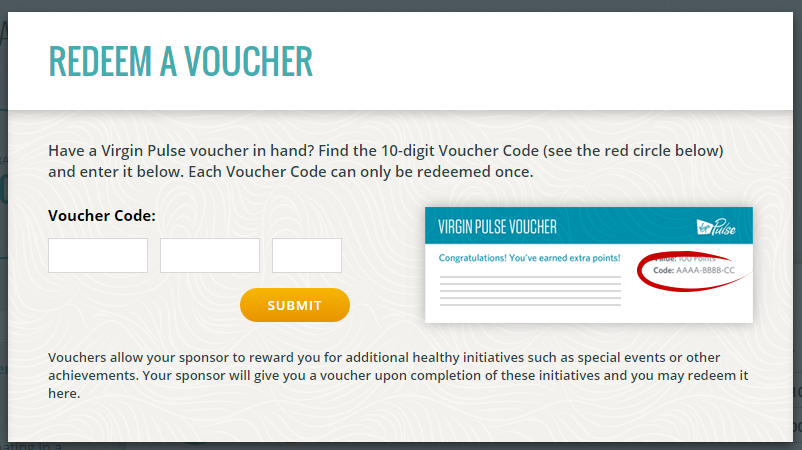 REDEEM A VOUCHER
Have a Virgin Pulse voucher in hand? Find the 10-digit Voucher Code (see the red circle below)
and enter it below. Each Voucher Code can only be redeemed once.
Voucher Code:
SUBMIT
VIRGIN PULSE VOUCHER
Virgin Pulse
Congratulations! You've earned extra points!
Value: 100 Points
Code: AAAA-BBBB-CC
Vouchers allow your sponsor to reward you for additional healthy initiatives such as special events or other
achievements. Your sponsor will give you a voucher upon completion of these initiatives and you may redeem it
here.